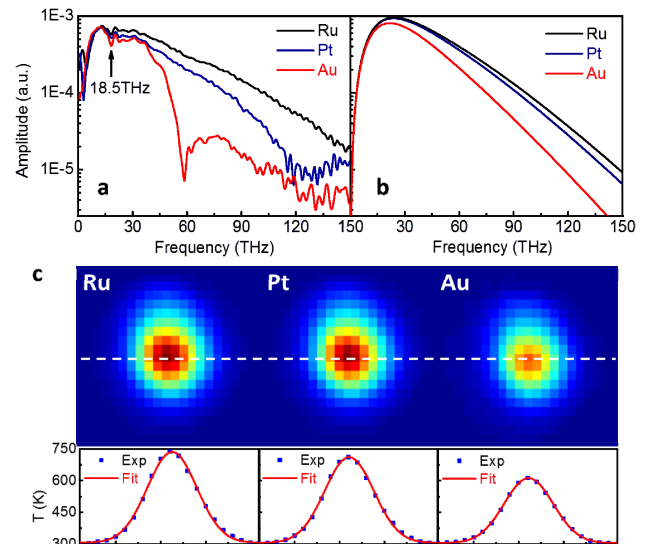 1E-3
1E-4
1E-5
Amplitude (a.u.)
Ru
Pt
Au
18.5THz
a
0 30 60 90 120 150
Frequency (THz)
Ru
Pt
Au
b
30 60 90 120 150
Frequency (THz)
c
Ru Pt Au
750
600
450
300
T (K)
Exp
Fit
Exp
Fit
Exp
Fit